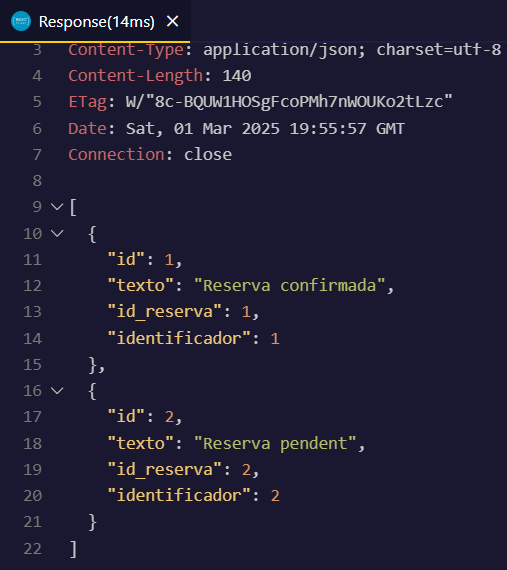 Response(14ms) ×
3 Content-Type: application/json; charset=utf-8
4 Content-Length: 140
5 ETag: W/"8c-BQUW1HOSgFcoPMh7nWOUKo2tLzc"
6 Date: Sat, 01 Mar 2025 19:55:57 GMT
7 Connection: close
8
9 [
10 {
11 "id": 1,
12 "texto": "Reserva confirmada",
13 "id_reserva": 1,
14 "identificador": 1
15 },
16 {
17 "id": 2,
18 "texto": "Reserva pendent",
19 "id_reserva": 2,
20 "identificador": 2
21 }
22 ]